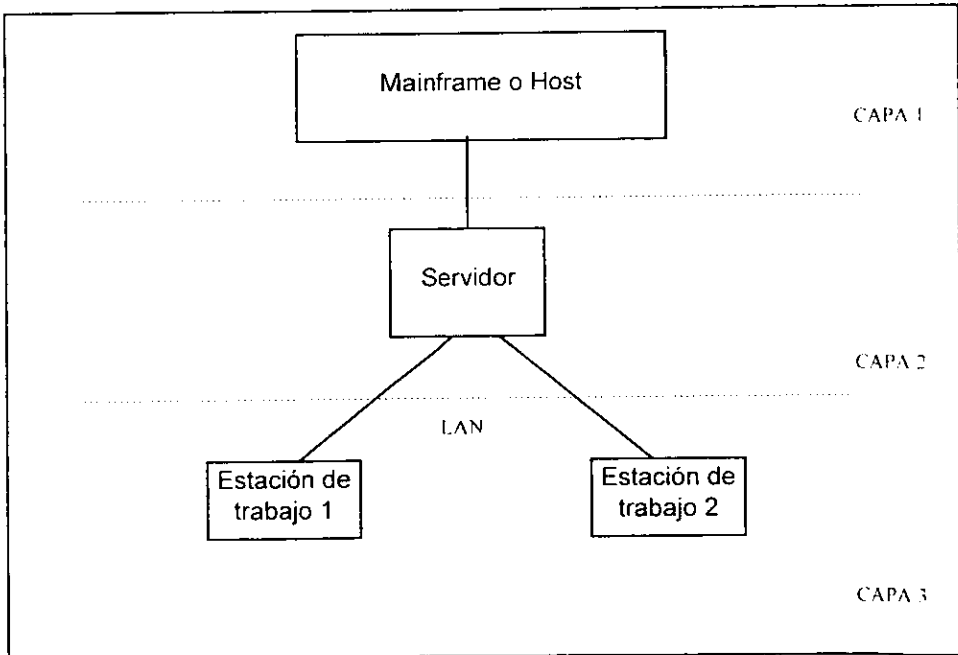 Mainframe o Host
CAPA 1
Servidor
CAPA 2
LAN
Estación de
trabajo 1
Estación de
trabajo 2
CAPA 3